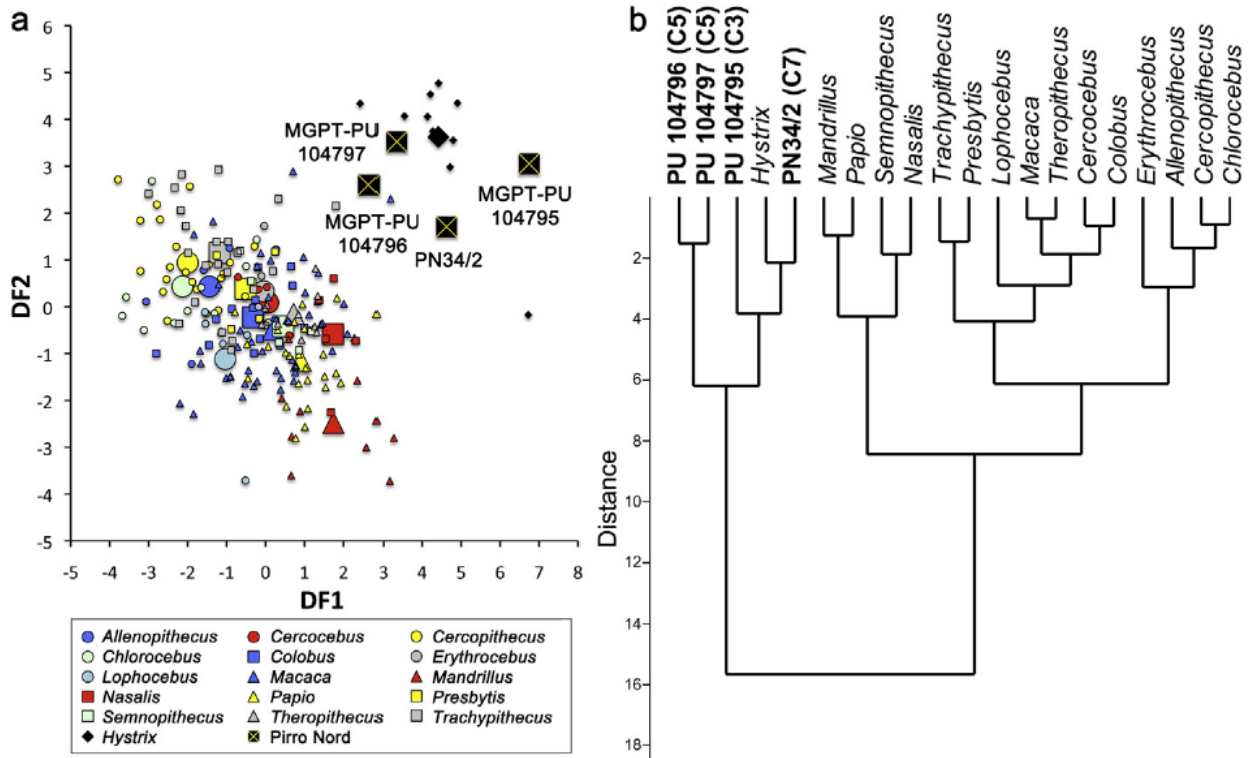 a
6
5
4
3
2
1
0
-1
-2
-3
-4
-5
DF2
MGPT-PU
104797
MGPT-PU
104796
MGPT-PU
104795
PN34/2
-5 -4 -3 -2 -1 0 1 2 3 4 5 6 7 8
DF1
Allenopithecus Cercocebus Cercopithecus
Chlorocebus Colobus Erythrocebus
Lophocebus Macaca Mandrillus
Nasalis Papio Presbytis
Semnopithecus Theropithecus Trachypithecus
Hystrix Pirro Nord
b
PU 104796 (C5)
PU 104797 (C5)
PU 104795 (C3)
Hystrix
PN34/2 (C7)
Mandrillus
Papio
Semnopithecus
Nasalis
Trachypithecus
Presbytis
Lophocebus
Macaca
Theropithecus
Cercocebus
Colobus
Erythrocebus
Allenopithecus
Cercopithecus
Chlorocebus
Distance
2
4
6
8
10
12
14
16
18